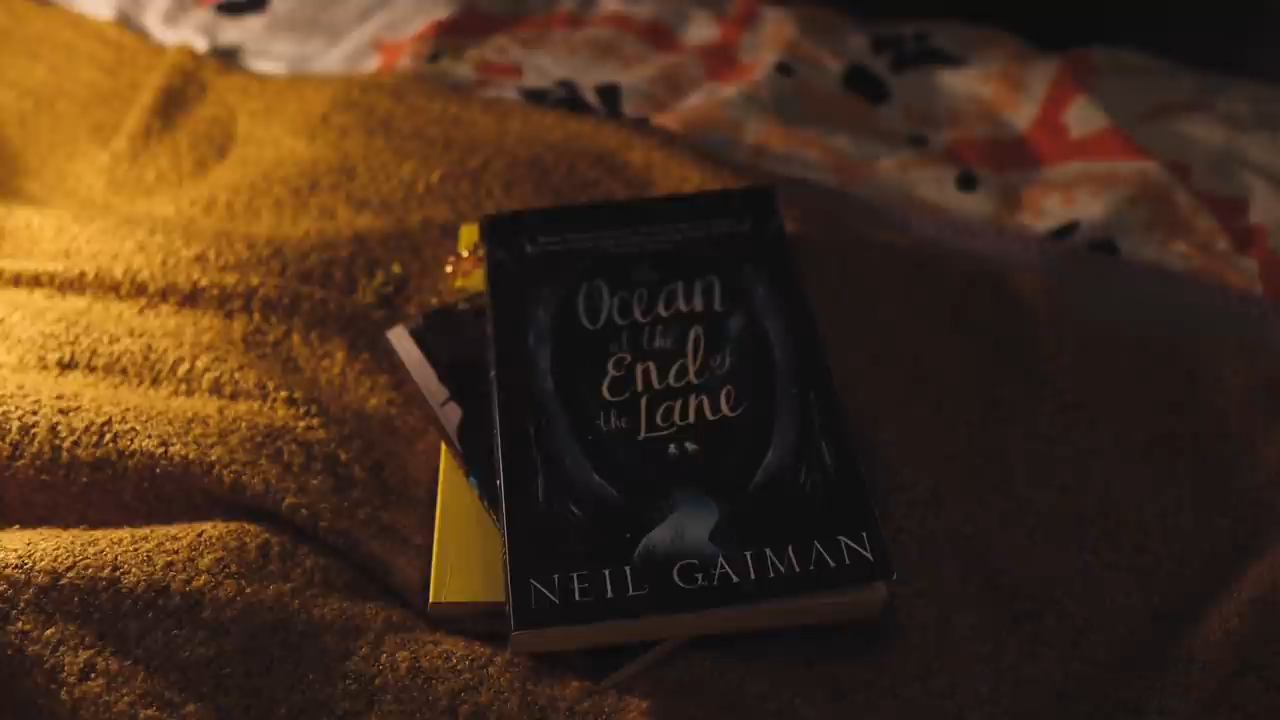 Ocean
at the
End of
the Lane
NEIL GAIMAN